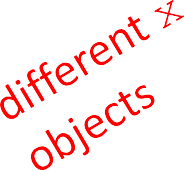 different x
objects